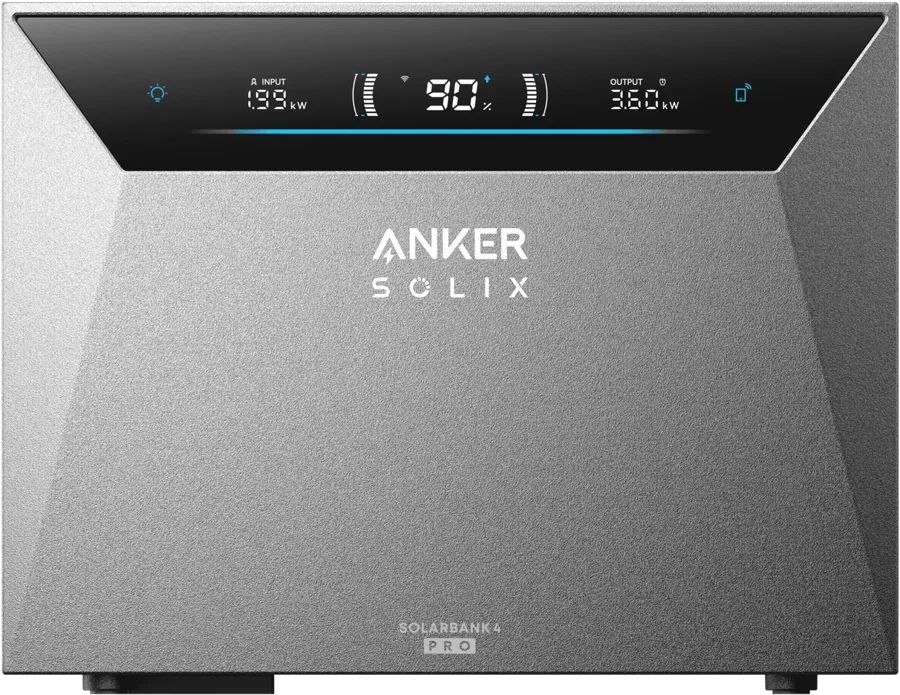 INPUT
1.99 kW
90 %
OUTPUT
3.60 kW
ANKER
SOLIX
SOLARBANK 4
PRO